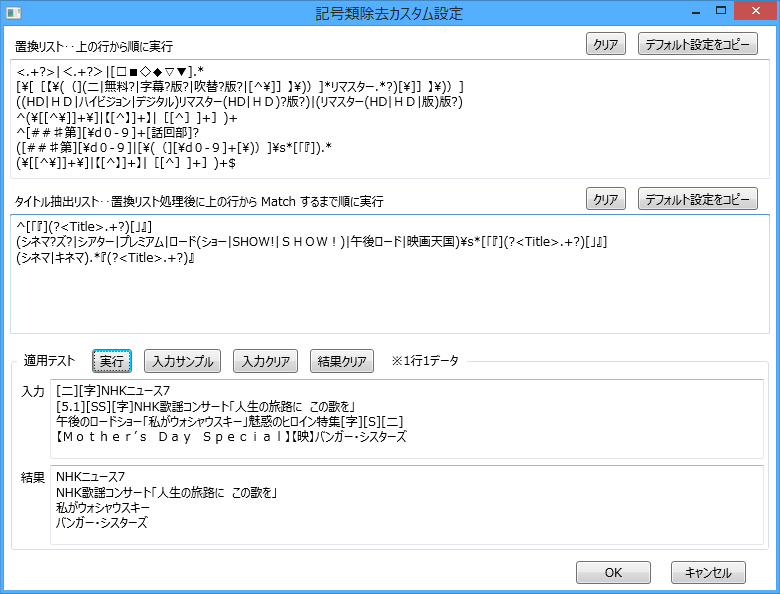 記号類除去カスタム設定
置換リスト‥上の行から順に実行
クリア
デフォルト設定をコピー
<.+?>|＜.+?＞|[☐■◇◆▽▼].*
[¥[［【¥(（](二|無料?|字幕?版?|吹替?版?|[^¥]］】¥)）]*リマスター.*?)[¥]］】¥)）]
((HD|ＨＤ|ハイビジョン|デジタル)リマスター(HD|ＨＤ)?版?)|(リマスター(HD|ＨＤ|版)版?)
^(¥[[^¥]]+¥]|【[^】]+】|［[^］]+］)+
^[#＃♯第][¥d０-９]+[話回部]?
([#＃♯第][¥d０-９]|[¥(（][¥d０-９]+[¥)）]¥s*[「『]).*
(¥[[^¥]]+¥]|【[^】]+】|［[^］]+］)+$
タイトル抽出リスト‥置換リスト処理後に上の行から Match するまで順に実行
クリア
デフォルト設定をコピー
^[「『](?<Title>.+?)[」』]
(シネマ?ズ?|シアター|プレミアム|ロード(ショー|SHOW!|ＳＨＯＷ！)|午後ロード|映画天国)¥s*[「『](?<Title>.+?)[」』]
(シネマ|キネマ).*『(?<Title>.+?)』
適用テスト
実行
入力サンプル
入力クリア
結果クリア
※1行1データ
入力
[二][字]NHKニュース7
[5.1][SS][字]NHK歌謡コンサート「人生の旅路に　この歌を」
午後のロードショー「私がウォシャウスキー」魅惑のヒロイン特集[字][S][二]
【Ｍｏｔｈｅｒ’ｓ　Ｄａｙ　Ｓｐｅｃｉａｌ】【映】バンガー・シスターズ
結果
NHKニュース7
NHK歌謡コンサート「人生の旅路に　この歌を」
私がウォシャウスキー
バンガー・シスターズ
OK
キャンセル